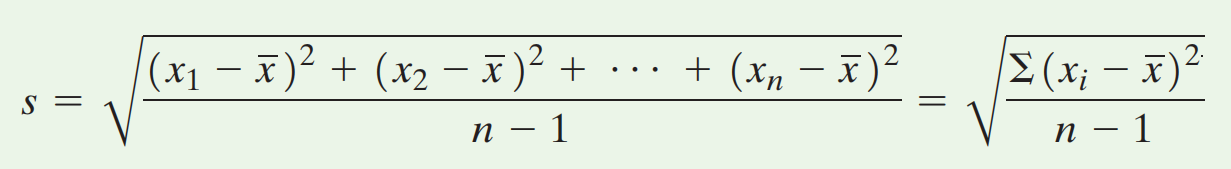 s = √((x₁ − x̄)² + (x₂ − x̄)² + ··· + (xₙ − x̄)² / n − 1) = √(Σ(xᵢ − x̄)² / n − 1)